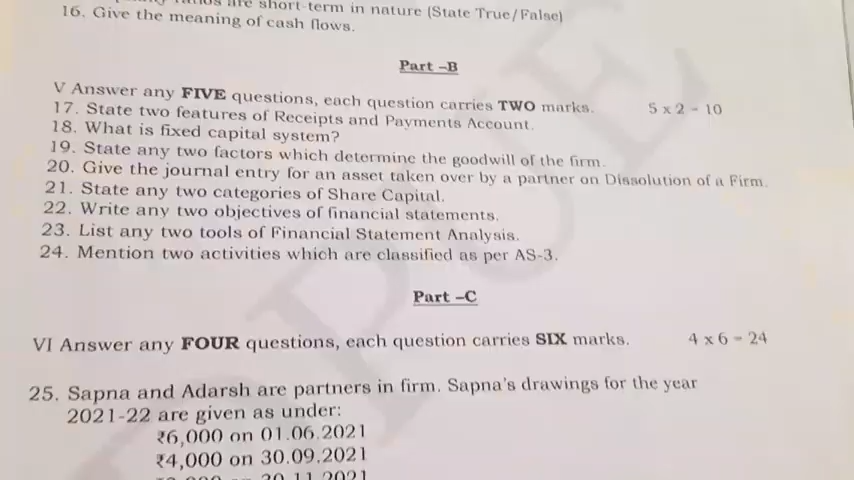 are short-term in nature (State True/False)
16. Give the meaning of cash flows.
Part –B
V Answer any FIVE questions, each question carries TWO marks. 5 x 2 = 10
17. State two features of Receipts and Payments Account.
18. What is fixed capital system?
19. State any two factors which determine the goodwill of the firm.
20. Give the journal entry for an asset taken over by a partner on Dissolution of a Firm.
21. State any two categories of Share Capital.
22. Write any two objectives of financial statements.
23. List any two tools of Financial Statement Analysis.
24. Mention two activities which are classified as per AS-3.
Part –C
VI Answer any FOUR questions, each question carries SIX marks. 4 x 6 = 24
25. Sapna and Adarsh are partners in firm. Sapna's drawings for the year
2021-22 are given as under:
₹6,000 on 01.06.2021
₹4,000 on 30.09.2021